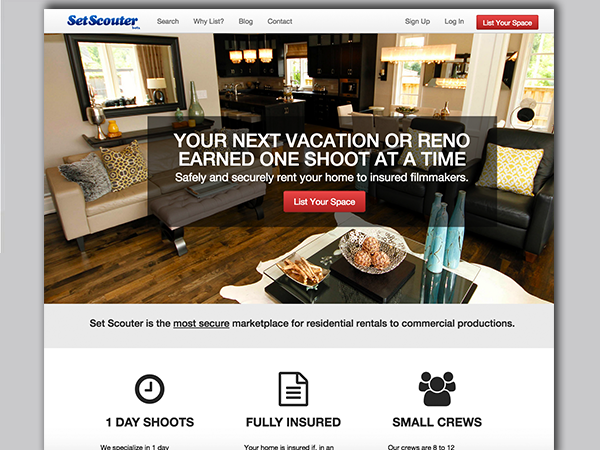 SetScouter
beta
Search Why List? Blog Contact
Sign Up Log In List Your Space
YOUR NEXT VACATION OR RENO
EARNED ONE SHOOT AT A TIME
Safely and securely rent your home to insured filmmakers.
List Your Space
Set Scouter is the most secure marketplace for residential rentals to commercial productions.
1 DAY SHOOTS
FULLY INSURED
SMALL CREWS
We specialize in 1 day
Your home is insured if, in an
Our crews are 8 to 12